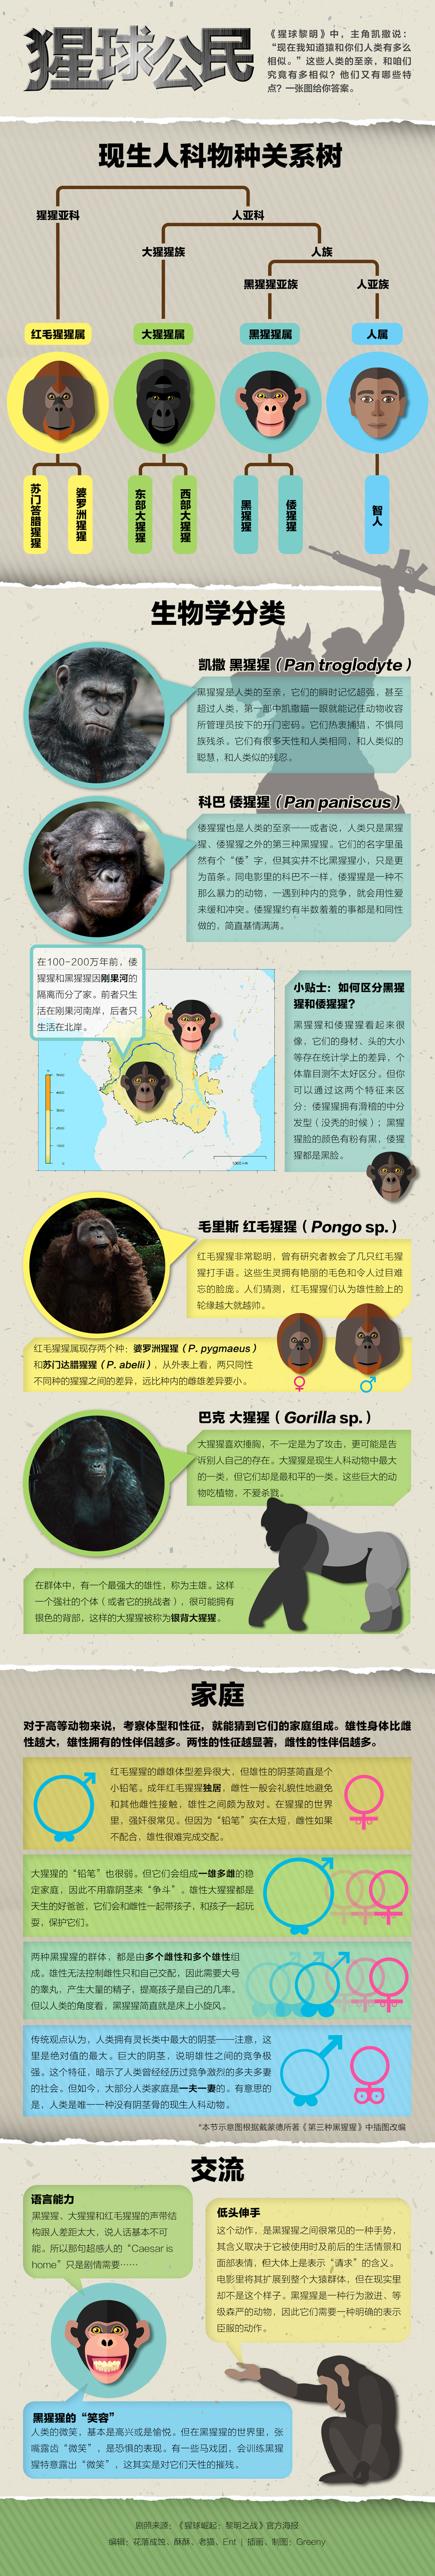 猩球公民
《猩球黎明》中，主角凯撒说：
“现在我知道猿和你们人类有多么
相似。”这些人类的至亲，和咱们
究竟有多相似？他们又有哪些特
点？一张图给你答案。
现生人科物种关系树
猩猩亚科
人亚科
大猩猩族
人族
黑猩猩亚族
人亚族
红毛猩猩属
大猩猩属
黑猩猩属
人属
苏门答腊猩猩
婆罗洲猩猩
东部大猩猩
西部大猩猩
黑猩猩
倭猩猩
智人
生物学分类
凯撒 黑猩猩（Pan troglodyte）
黑猩猩是人类的至亲，它们的瞬时记忆超强，甚至
超过人类，第一部中凯撒瞄一眼就能记住动物收容
所管理员按下的开门密码。它们热衷捕猎，不惧同
族残杀。它们有很多天性和人类相同，和人类似的
聪慧，和人类似的残忍。
科巴 倭猩猩（Pan paniscus）
倭猩猩也是人类的至亲——或者说，人类只是黑猩
猩、倭猩猩之外的第三种黑猩猩。它们的名字里虽
然有个“倭”字，但其实并不比黑猩猩小，只是更
为苗条。同电影里的科巴不一样，倭猩猩是一种不
那么暴力的动物，一遇到种内的竞争，就会用性爱
来缓和冲突。倭猩猩约有半数羞羞的事都是和同性
做的，简直基情满满。
在100-200万年前，倭
猩猩和黑猩猩因刚果河的
隔离而分了家。前者只生
活在刚果河南岸，后者只
生活在北岸。
小贴士：如何区分黑猩
猩和倭猩猩？
黑猩猩和倭猩猩看起来很
像，它们的身材、头的大小
等存在统计学上的差异，个
体靠目测不太好区分。但你
可以通过这两个特征来区
分：倭猩猩拥有滑稽的中分
发型（没秃的时候）；黑猩
猩脸的颜色有粉有黑，倭猩
猩都是黑脸。
毛里斯 红毛猩猩（Pongo sp.）
红毛猩猩非常聪明，曾有研究者教会了几只红毛猩
猩打手语。这些生灵拥有艳丽的毛色和令人过目难
忘的脸庞。人们猜测，红毛猩猩们认为雄性脸上的
轮缘越大就越帅。
红毛猩猩属现存两个种：婆罗洲猩猩（P. pygmaeus）
和苏门达腊猩猩（P. abelii），从外表上看，两只同性
不同种的猩猩之间的差异，远比种内的雌雄差异要小。
♀
♂
巴克 大猩猩（Gorilla sp.）
大猩猩喜欢捶胸，不一定是为了攻击，更可能是告
诉别人自己的存在。大猩猩是现生人科动物中最大
的一类，但它们却是最和平的一类。这些巨大的动
物吃植物，不爱杀戮。
在群体中，有一个最强大的雄性，称为主雄。这样
一个强壮的个体（或者它的挑战者），很可能拥有
银色的背部，这样的大猩猩被称为银背大猩猩。
家庭
对于高等动物来说，考察体型和性征，就能猜到它们的家庭组成。雄性身体比雌
性越大，雄性拥有的性伴侣越多。两性的性征越显著，雌性的性伴侣越多。
红毛猩猩的雌雄体型差异很大，但雄性的阴茎简直是个
小铅笔。成年红毛猩猩独居，雌性一般会礼貌性地避免
和其他雌性接触，雄性之间颇为敌对。在猩猩的世界
里，强奸很常见。但因为“铅笔”实在太短，雌性如果
不配合，雄性很难完成交配。
大猩猩的“铅笔”也很弱。但它们会组成一雄多雌的稳
定家庭，因此不用靠阴茎来“争斗”。雄性大猩猩都是
天生的好爸爸，它们会和雌性一起带孩子，和孩子一起玩
耍，保护它们。
两种黑猩猩的群体，都是由多个雌性和多个雄性组
成。雄性无法控制雌性只和自己交配，因此需要大号
的睾丸，产生大量的精子，提高孩子是自己的几率。
但以人类的角度看，黑猩猩简直就是床上小旋风。
传统观点认为，人类拥有灵长类中最大的阴茎——注意，这
里是绝对值的最大。巨大的阴茎，说明雄性之间的竞争极
强。这个特征，暗示了人类曾经经历过竞争激烈的多夫多妻
的社会。但如今，大部分人类家庭是一夫一妻的。有意思的
是，人类是唯一一种没有阴茎骨的现生人科动物。
*本节示意图根据戴蒙德所著《第三种黑猩猩》中插图改编
交流
语言能力
黑猩猩、大猩猩和红毛猩猩的声带结
构跟人差距太大，说人话基本不可
能。所以那句超感人的“Caesar is
home”只是剧情需要……
低头伸手
这个动作，是黑猩猩之间很常见的一种手势，
其含义取决于它被使用时及前后的生活情景和
面部表情，但大体上是表示“请求”的含义。
电影里将其扩展到整个大猿群体，但在现实里
却不是这个样子。黑猩猩是一种行为激进、等
级森严的动物，因此它们需要一种明确的表示
臣服的动作。
黑猩猩的“笑容”
人类的微笑，基本是高兴或是愉悦。但在黑猩猩的世界里，张
嘴露齿“微笑”，是恐惧的表现。有一些马戏团，会训练黑猩
猩特意露出“微笑”，这其实是对它们天性的摧残。
剧照来源：《猩球崛起：黎明之战》官方海报
编辑：花落成蚀、酥酥、老猫、Ent | 插画、制图：Greeny